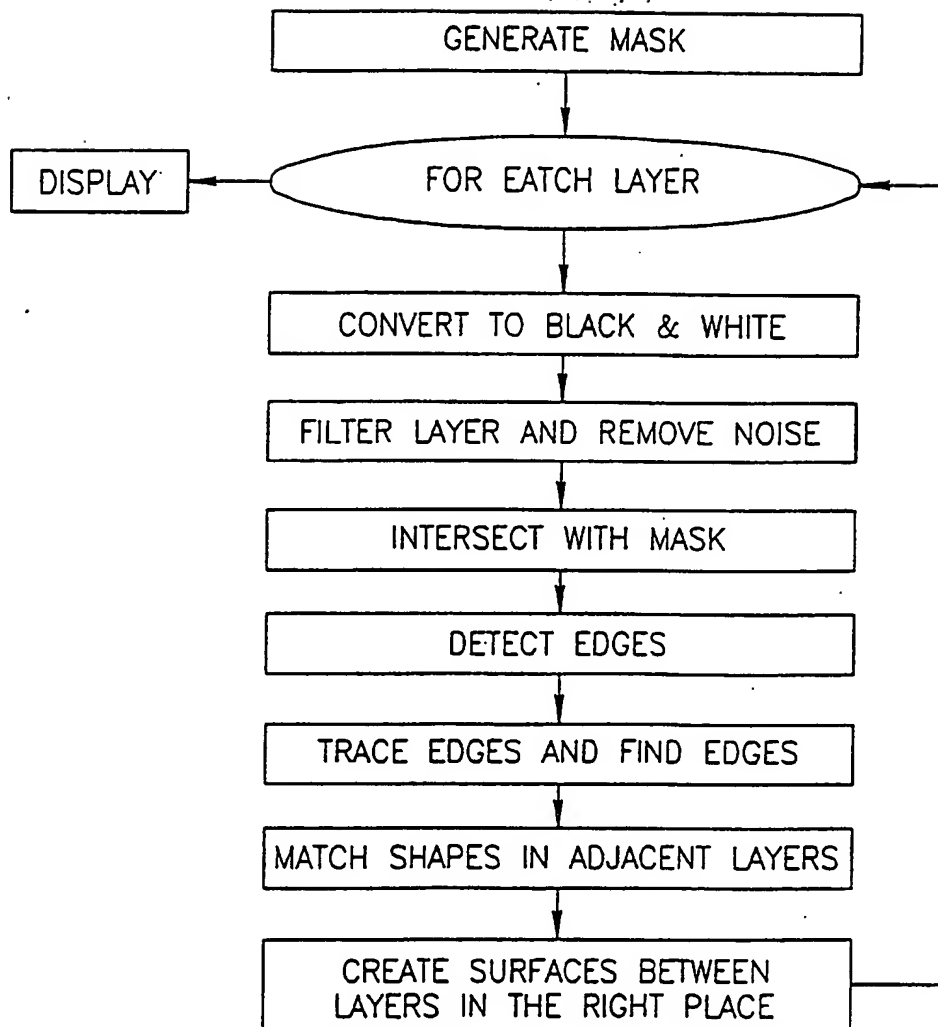 GENERATE MASK
DISPLAY
FOR EATCH LAYER
CONVERT TO BLACK & WHITE
FILTER LAYER AND REMOVE NOISE
INTERSECT WITH MASK
DETECT EDGES
TRACE EDGES AND FIND EDGES
MATCH SHAPES IN ADJACENT LAYERS
CREATE SURFACES BETWEEN
LAYERS IN THE RIGHT PLACE